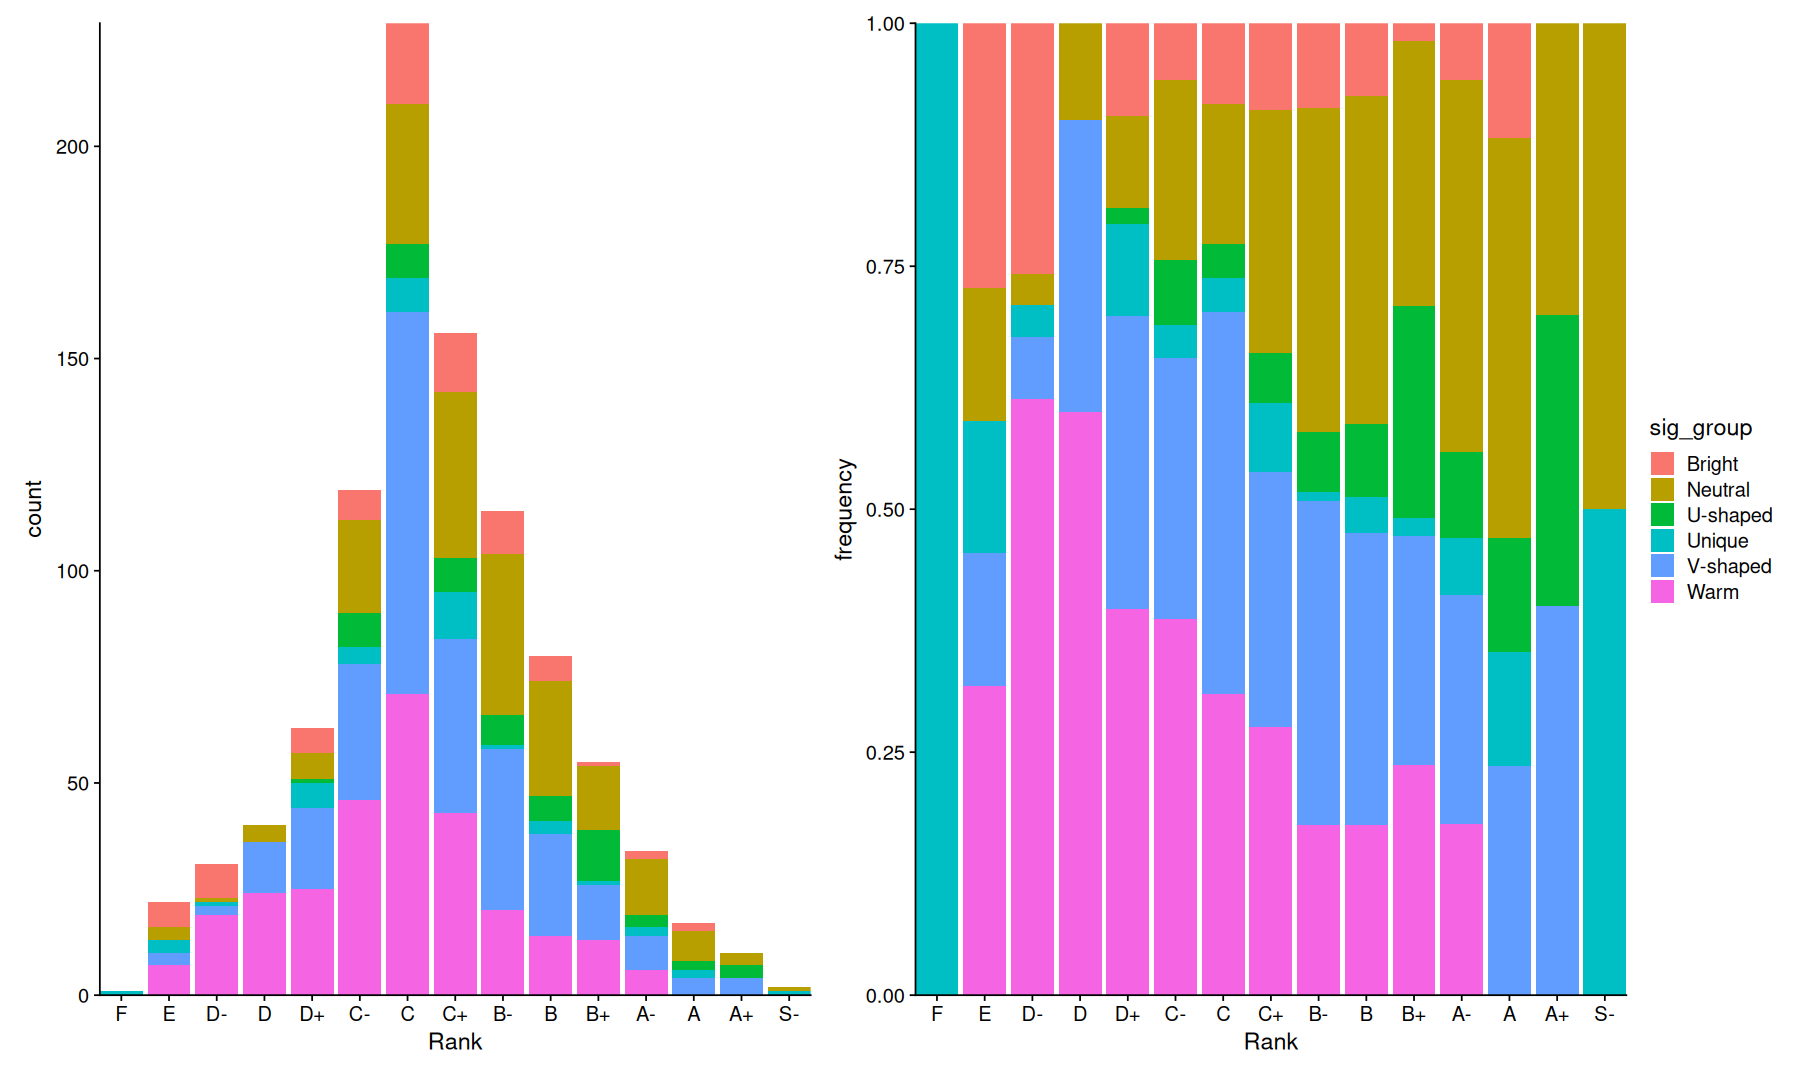 count
200
150
100
50
0
F E D- D D+ C- C C+ B- B B+ A- A A+ S-
Rank
frequency
1.00
0.75
0.50
0.25
0.00
F E D- D D+ C- C C+ B- B B+ A- A A+ S-
Rank
sig_group
Bright
Neutral
U-shaped
Unique
V-shaped
Warm